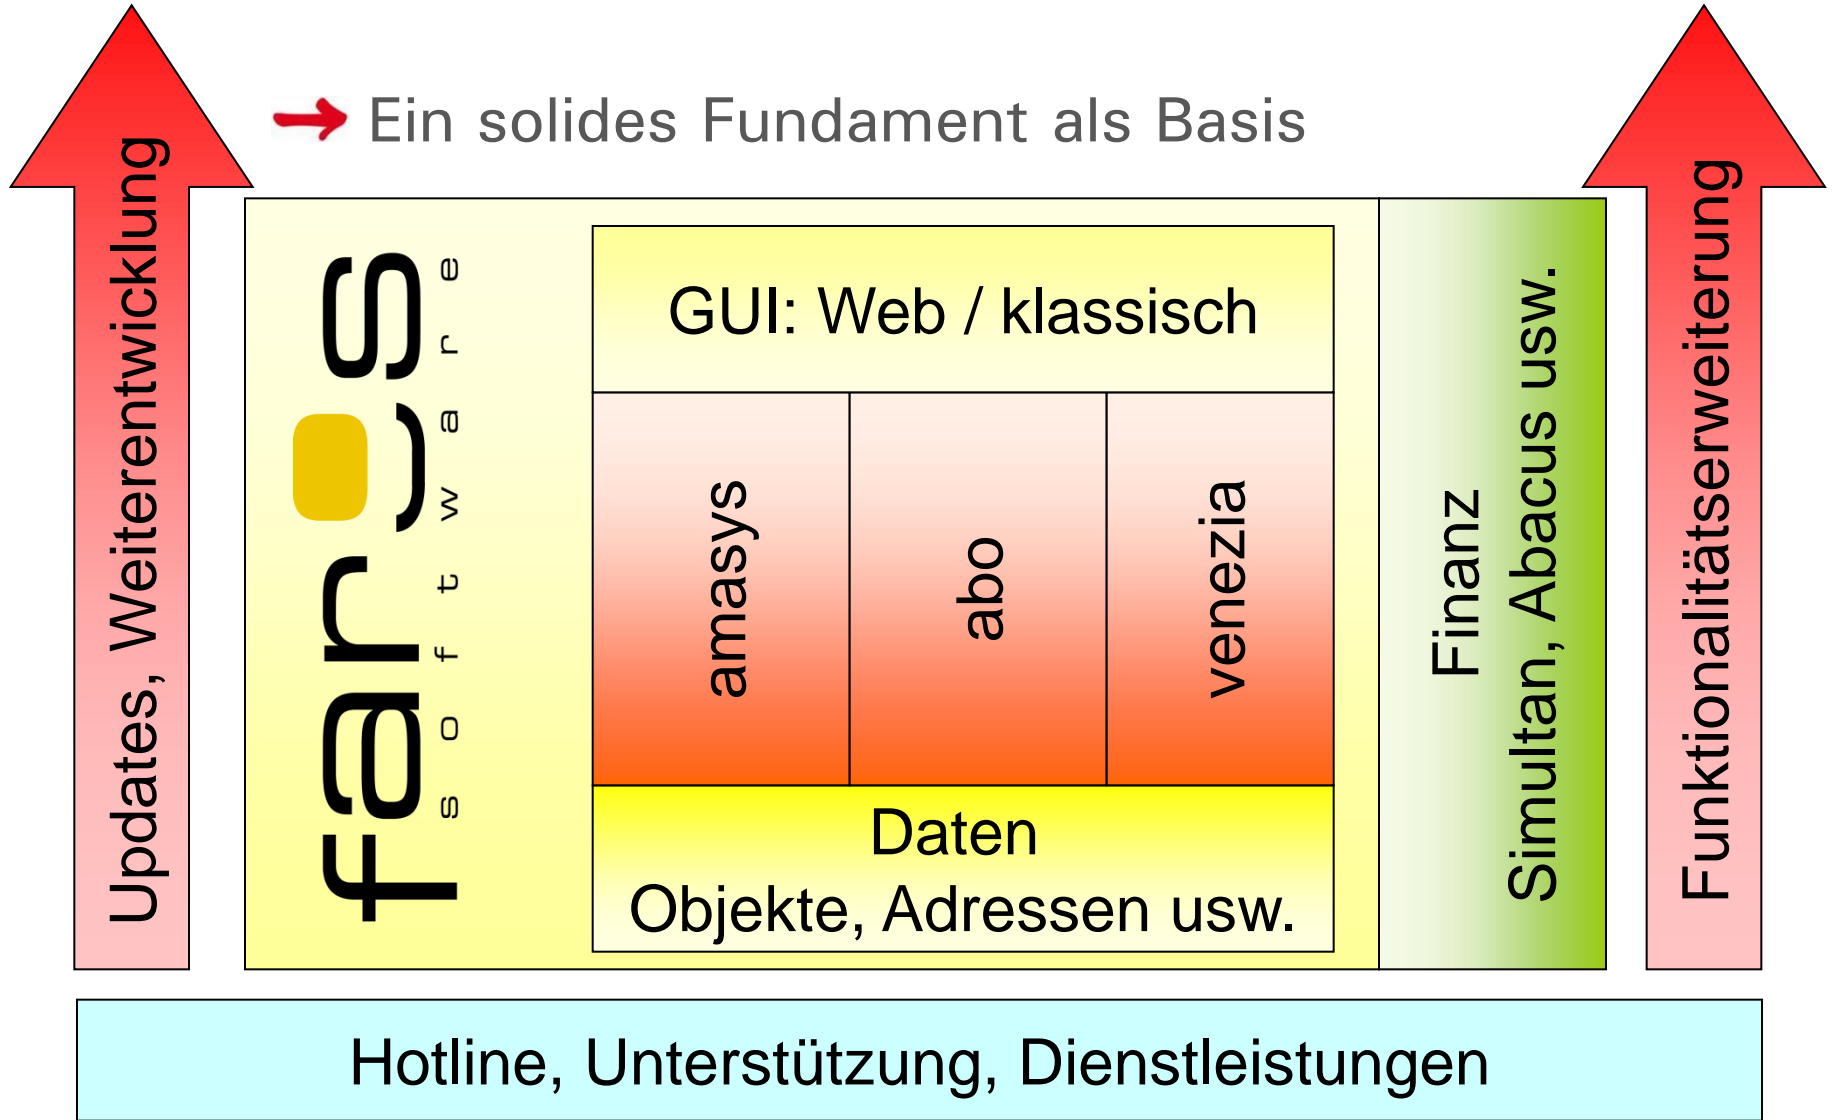 Ein solides Fundament als Basis
Updates, Weiterentwicklung
faros
software
GUI: Web / klassisch
amasys
abo
venezia
Daten
Objekte, Adressen usw.
Finanz
Simultan, Abacus usw.
Funktionalitätserweiterung
Hotline, Unterstützung, Dienstleistungen